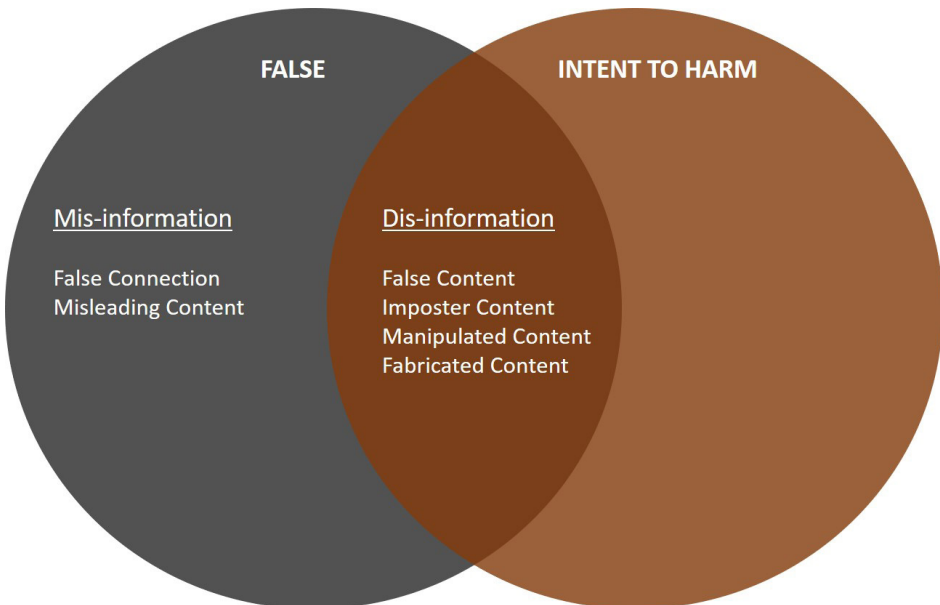 FALSE
INTENT TO HARM
Mis-information
False Connection
Misleading Content
Dis-information
False Content
Imposter Content
Manipulated Content
Fabricated Content